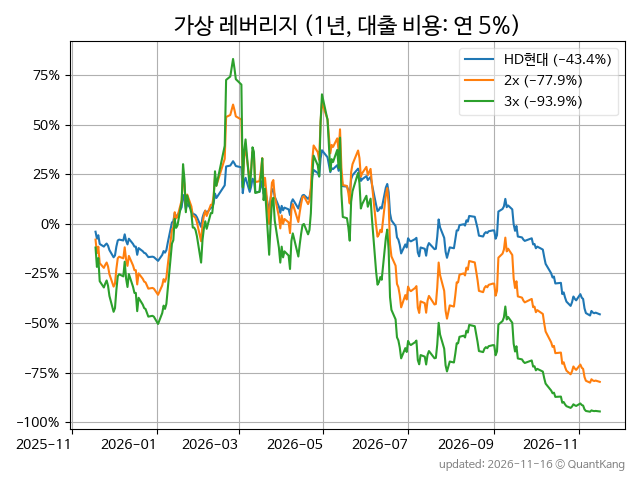 가상 레버리지 (1년, 대출 비용: 연 5%)
HD현대 (−43.4%)
2x (−77.9%)
3x (−93.9%)
75%
50%
25%
0%
−25%
−50%
−75%
−100%
2025-11 2026-01 2026-03 2026-05 2026-07 2026-09 2026-11
updated: 2026-11-16 © QuantKang